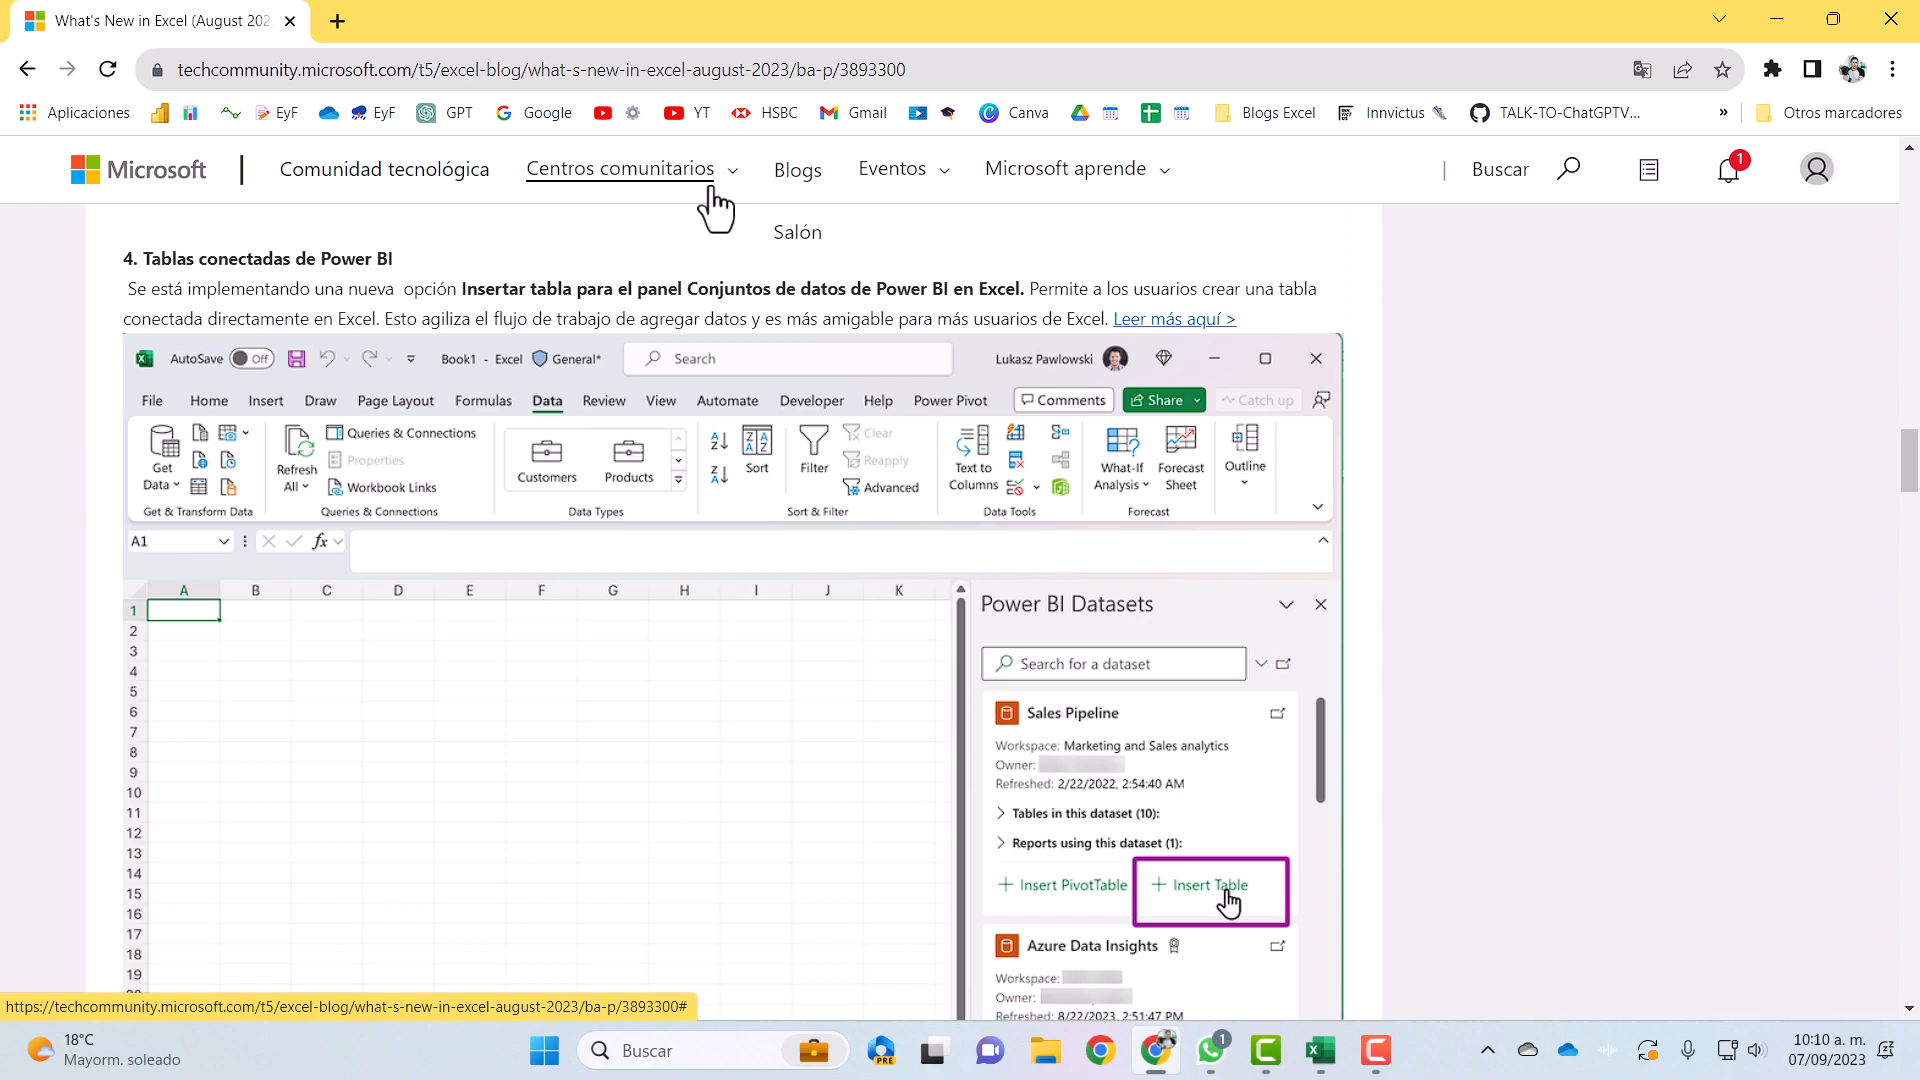 What's New in Excel (August 202
techcommunity.microsoft.com/t5/excel-blog/what-s-new-in-excel-august-2023/ba-p/3893300
Aplicaciones EyF EyF GPT Google YT HSBC Gmail Canva Blogs Excel Innvictus TALK-TO-ChatGPTV... » Otros marcadores
Microsoft | Comunidad tecnológica Centros comunitarios Blogs Eventos Microsoft aprende | Buscar 1
Salón
4. Tablas conectadas de Power BI
Se está implementando una nueva opción Insertar tabla para el panel Conjuntos de datos de Power BI en Excel. Permite a los usuarios crear una tabla
conectada directamente en Excel. Esto agiliza el flujo de trabajo de agregar datos y es más amigable para más usuarios de Excel. Leer más aquí >
AutoSave Off Book1 - Excel General* Search Lukasz Pawlowski
File Home Insert Draw Page Layout Formulas Data Review View Automate Developer Help Power Pivot Comments Share Catch up
Get Data
Refresh All
Queries & Connections
Properties
Workbook Links
Customers Products
Sort
Filter
Clear
Reapply
Advanced
Text to Columns
What-If Analysis
Forecast Sheet
Outline
Get & Transform Data Queries & Connections Data Types Sort & Filter Data Tools Forecast
A1 fx
A B C D E F G H I J K
1
2
3
4
5
6
7
8
9
10
11
12
13
14
15
16
17
18
19
Power BI Datasets
Search for a dataset
Sales Pipeline
Workspace: Marketing and Sales analytics
Owner:
Refreshed: 2/22/2022, 2:54:40 AM
Tables in this dataset (10):
Reports using this dataset (1):
+ Insert PivotTable + Insert Table
Azure Data Insights
Workspace:
Owner:
Refreshed: 8/22/2023, 2:51:47 PM
https://techcommunity.microsoft.com/t5/excel-blog/what-s-new-in-excel-august-2023/ba-p/3893300#
18°C
Mayorm. soleado
Buscar
PRE
1
10:10 a. m.
07/09/2023